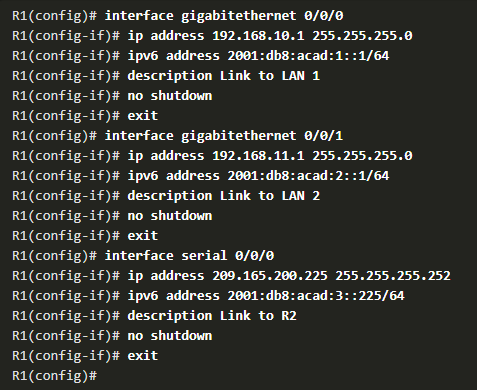 R1(config)# interface gigabitethernet 0/0/0
R1(config-if)# ip address 192.168.10.1 255.255.255.0
R1(config-if)# ipv6 address 2001:db8:acad:1::1/64
R1(config-if)# description Link to LAN 1
R1(config-if)# no shutdown
R1(config-if)# exit
R1(config)# interface gigabitethernet 0/0/1
R1(config-if)# ip address 192.168.11.1 255.255.255.0
R1(config-if)# ipv6 address 2001:db8:acad:2::1/64
R1(config-if)# description Link to LAN 2
R1(config-if)# no shutdown
R1(config-if)# exit
R1(config)# interface serial 0/0/0
R1(config-if)# ip address 209.165.200.225 255.255.255.252
R1(config-if)# ipv6 address 2001:db8:acad:3::225/64
R1(config-if)# description Link to R2
R1(config-if)# no shutdown
R1(config-if)# exit
R1(config)#